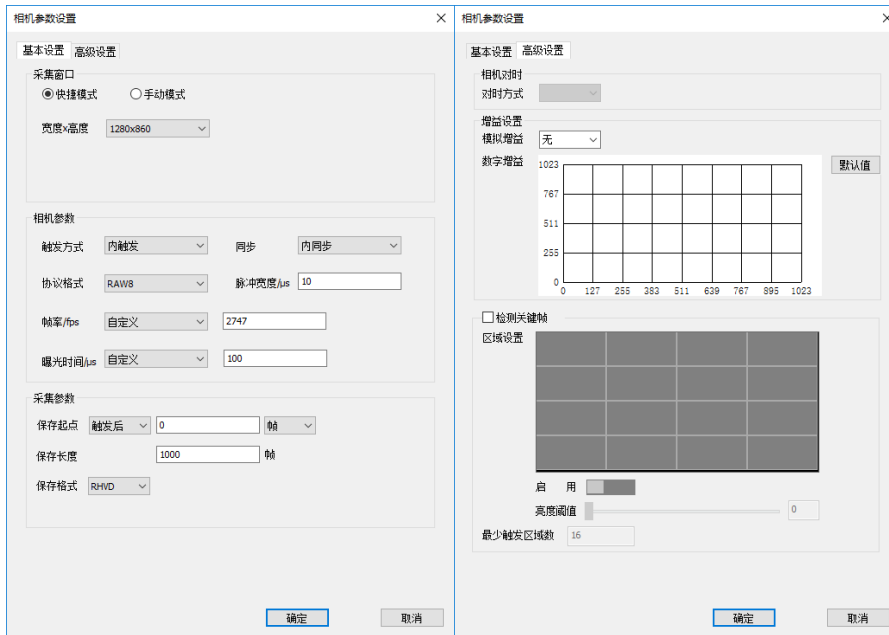 相机参数设置
基本设置 高级设置
采集窗口
快捷模式 手动模式
宽度x高度 1280x860
相机参数
触发方式 内触发 同步 内同步
协议格式 RAW8 脉冲宽度/μs 10
帧率/fps 自定义 2747
曝光时间/μs 自定义 100
采集参数
保存起点 触发后 0 帧
保存长度 1000 帧
保存格式 RHVD
确定 取消
相机参数设置
基本设置 高级设置
相机对时
对时方式
增益设置
模拟增益 无
数字增益 默认值
1023
767
511
255
0
0 127 255 383 511 639 767 895 1023
检测关键帧
区域设置
启 用
亮度阈值 0
最少触发区域数 16
确定 取消